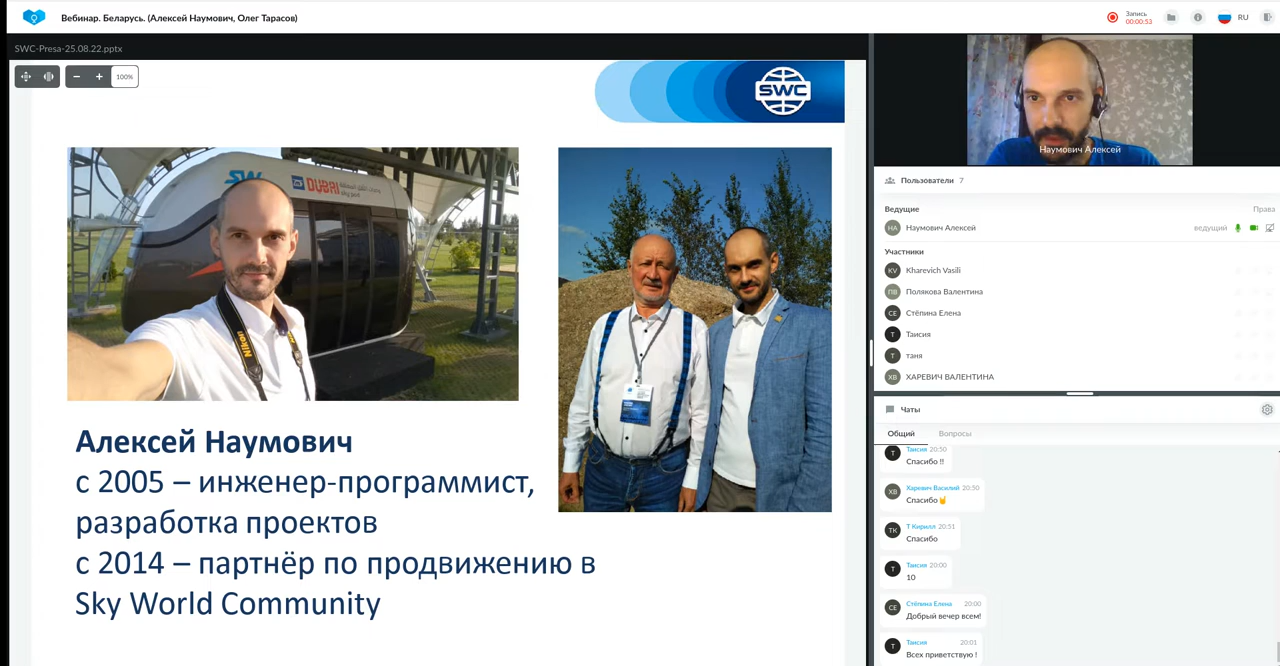 Вебинар. Беларусь. (Алексей Наумович, Олег Тарасов)
Запись
00:00:53
RU
SWC-Presa-25.08.22.pptx
100%
SWC
SW
DUBAI
sky port
Nikon
Алексей Наумович
с 2005 – инженер-программист,
разработка проектов
с 2014 – партнёр по продвижению в
Sky World Community
Наумович Алексей
Пользователи 7
Ведущие Права
НА Наумович Алексей ведущий
Участники
KV Kharevich Vasili
ПВ Полякова Валентина
СЕ Стёпина Елена
Т Таисия
Т таня
ХВ ХАРЕВИЧ ВАЛЕНТИНА
Чаты
Общий Вопросы
Т Таисия 20:50
Спасибо !!
ХВ Харевич Василий 20:50
Спасибо🤘
ТК Т Кирилл 20:51
Спасибо
Т Таисия 20:00
10
СЕ Стёпина Елена 20:00
Добрый вечер всем!
Т Таисия 20:01
Всех приветствую !